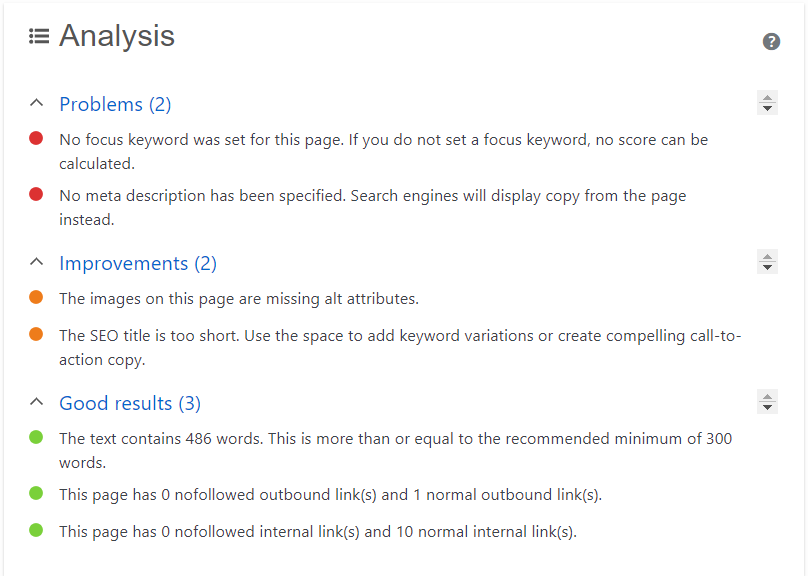 Analysis
?
Problems (2)
No focus keyword was set for this page. If you do not set a focus keyword, no score can be
calculated.
No meta description has been specified. Search engines will display copy from the page
instead.
Improvements (2)
The images on this page are missing alt attributes.
The SEO title is too short. Use the space to add keyword variations or create compelling call-to-
action copy.
Good results (3)
The text contains 486 words. This is more than or equal to the recommended minimum of 300
words.
This page has 0 nofollowed outbound link(s) and 1 normal outbound link(s).
This page has 0 nofollowed internal link(s) and 10 normal internal link(s).